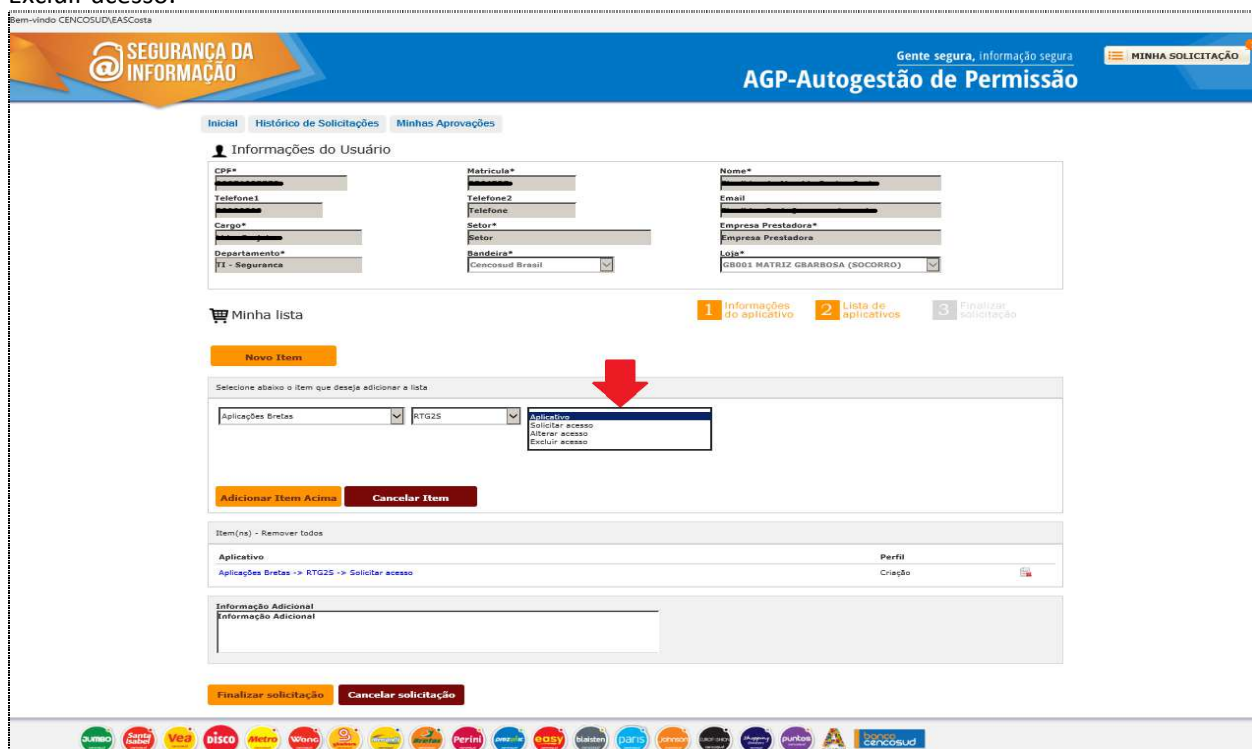 Excluir acesso.
Bem-vindo CENCOSUD\EASCosta
@ SEGURANÇA DA
INFORMAÇÃO
Gente segura, informação segura
AGP-Autogestão de Permissão
MINHA SOLICITAÇÃO
Inicial Histórico de Solicitações Minhas Aprovações
Informações do Usuário
CPF* Matricula* Nome*
Telefone1 Telefone2 Email
Telefone
Cargo* Setor* Empresa Prestadora*
Setor Empresa Prestadora
Departamento* Bandeira* Loja*
TI - Seguranca Cencosud Brasil GB001 MATRIZ GBARBOSA (SOCORRO)
Minha lista
1 Informações do aplicativo 2 Lista de aplicativos 3 Finalizar solicitação
Novo Item
Selecione abaixo o item que deseja adicionar a lista
Aplicações Bretas RTG2S Aplicativo
Solicitar acesso
Alterar acesso
Excluir acesso
Adicionar Item Acima Cancelar Item
Item(ns) - Remover todos
Aplicativo Perfil
Aplicações Bretas -> RTG2S -> Solicitar acesso Criação
Informação Adicional
Informação Adicional
Finalizar solicitação Cancelar solicitação
JUMBO Santa Isabel Vea DISCO Metro Wong Bretas Perini easy blaisten paris Johnson Shopping puntos banco cencosud